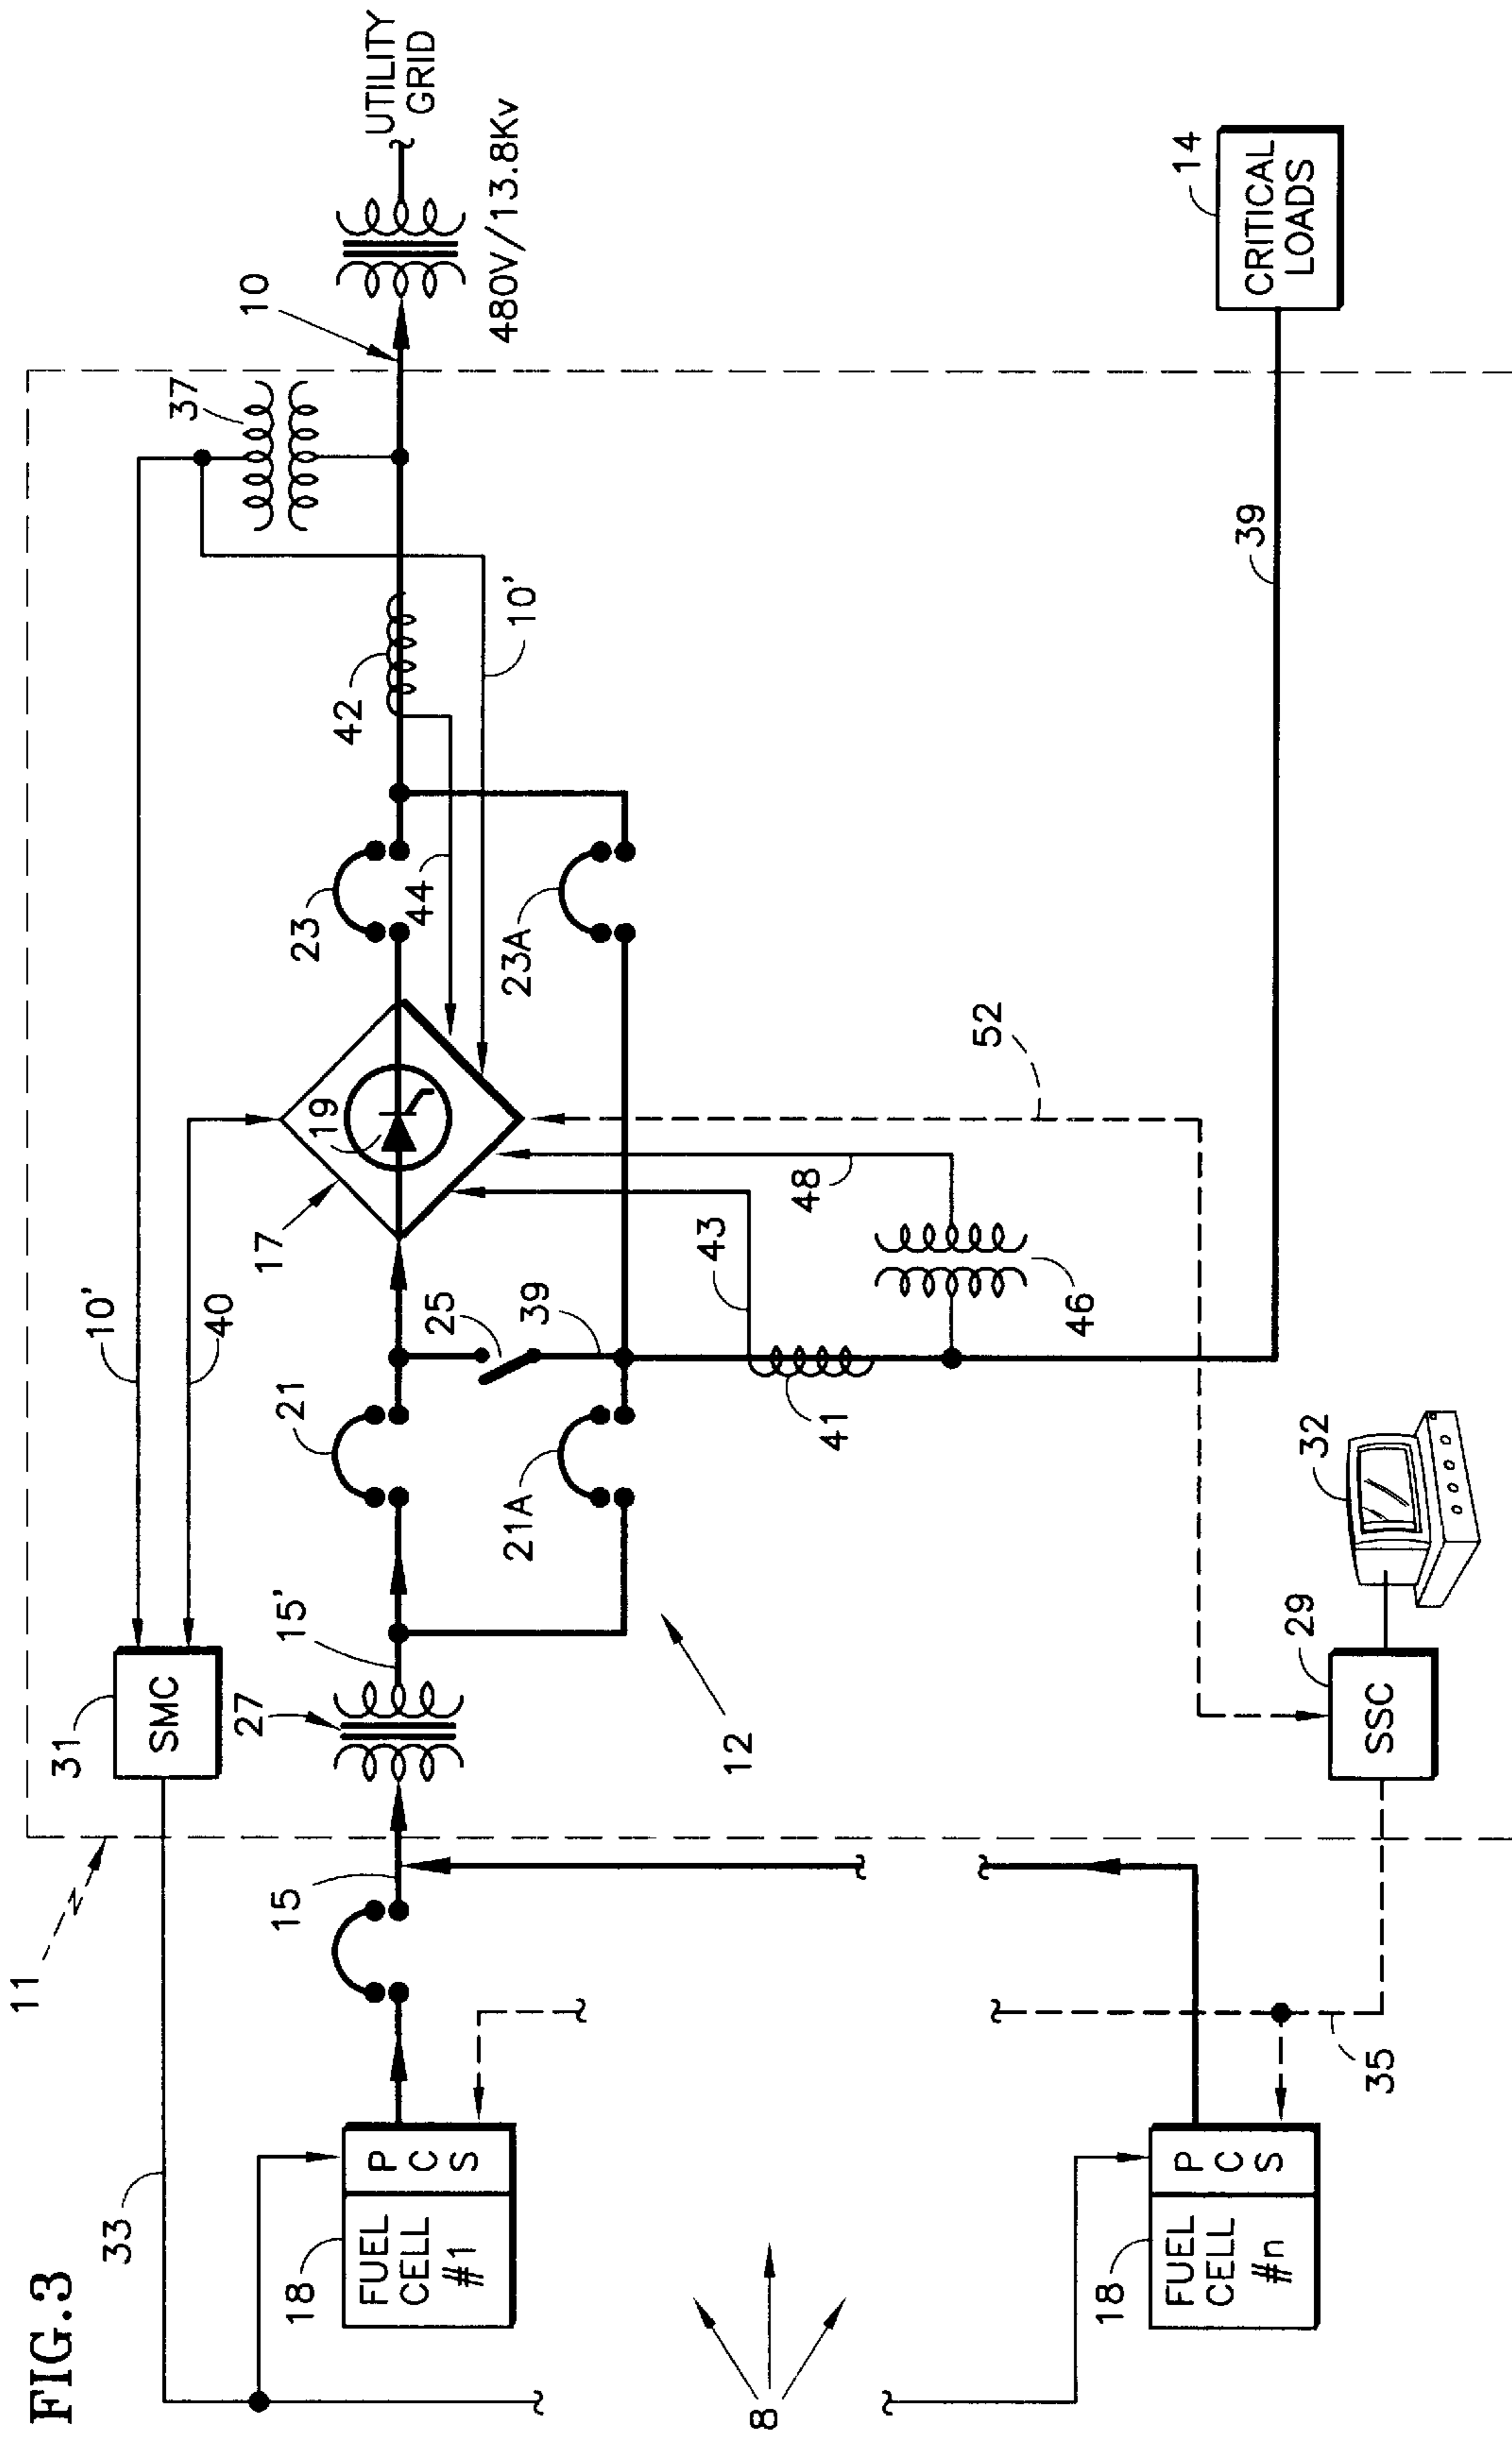 FIG.3
11
31
SMC
10'
40
37
10
UTILITY
GRID
480V/13.8Kv
33
18
FUEL
CELL
#1
P
C
S
15
27
15'
21
17
19
23
42
44
10'
25
39
21A
23A
12
43
48
41
46
52
39
14
CRITICAL
LOADS
8
18
FUEL
CELL
#n
P
C
S
35
29
SSC
32